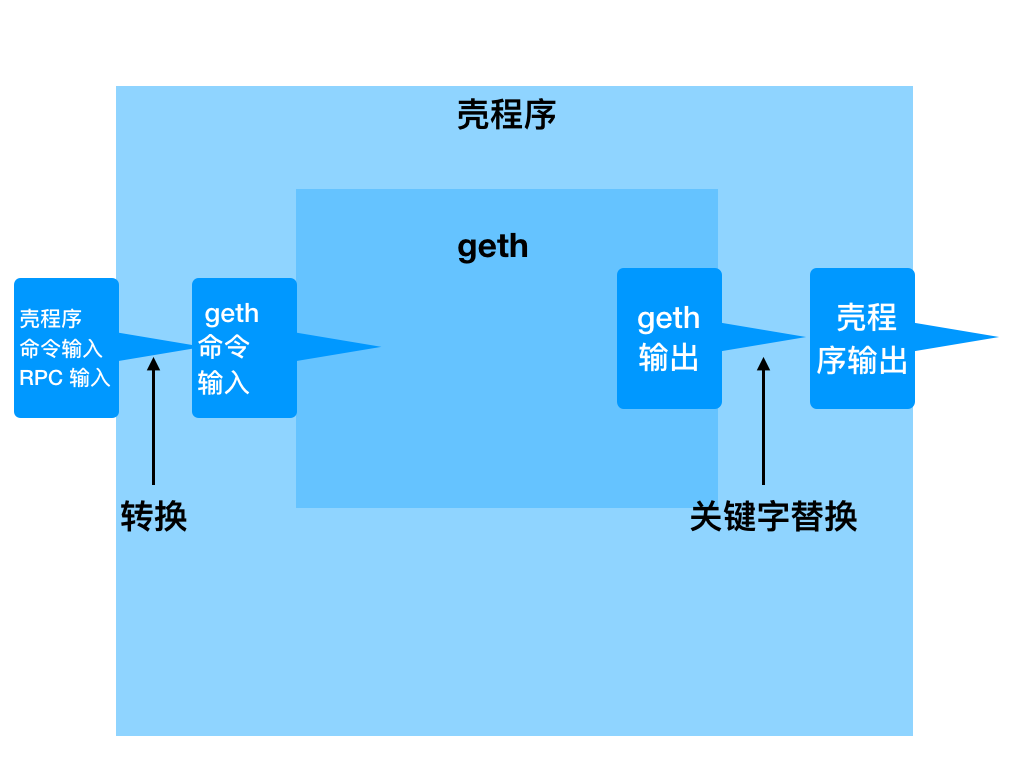 壳程序
geth
壳程序
命令输入
RPC 输入
geth
命令
输入
geth
输出
壳程
序输出
转换
关键字替换